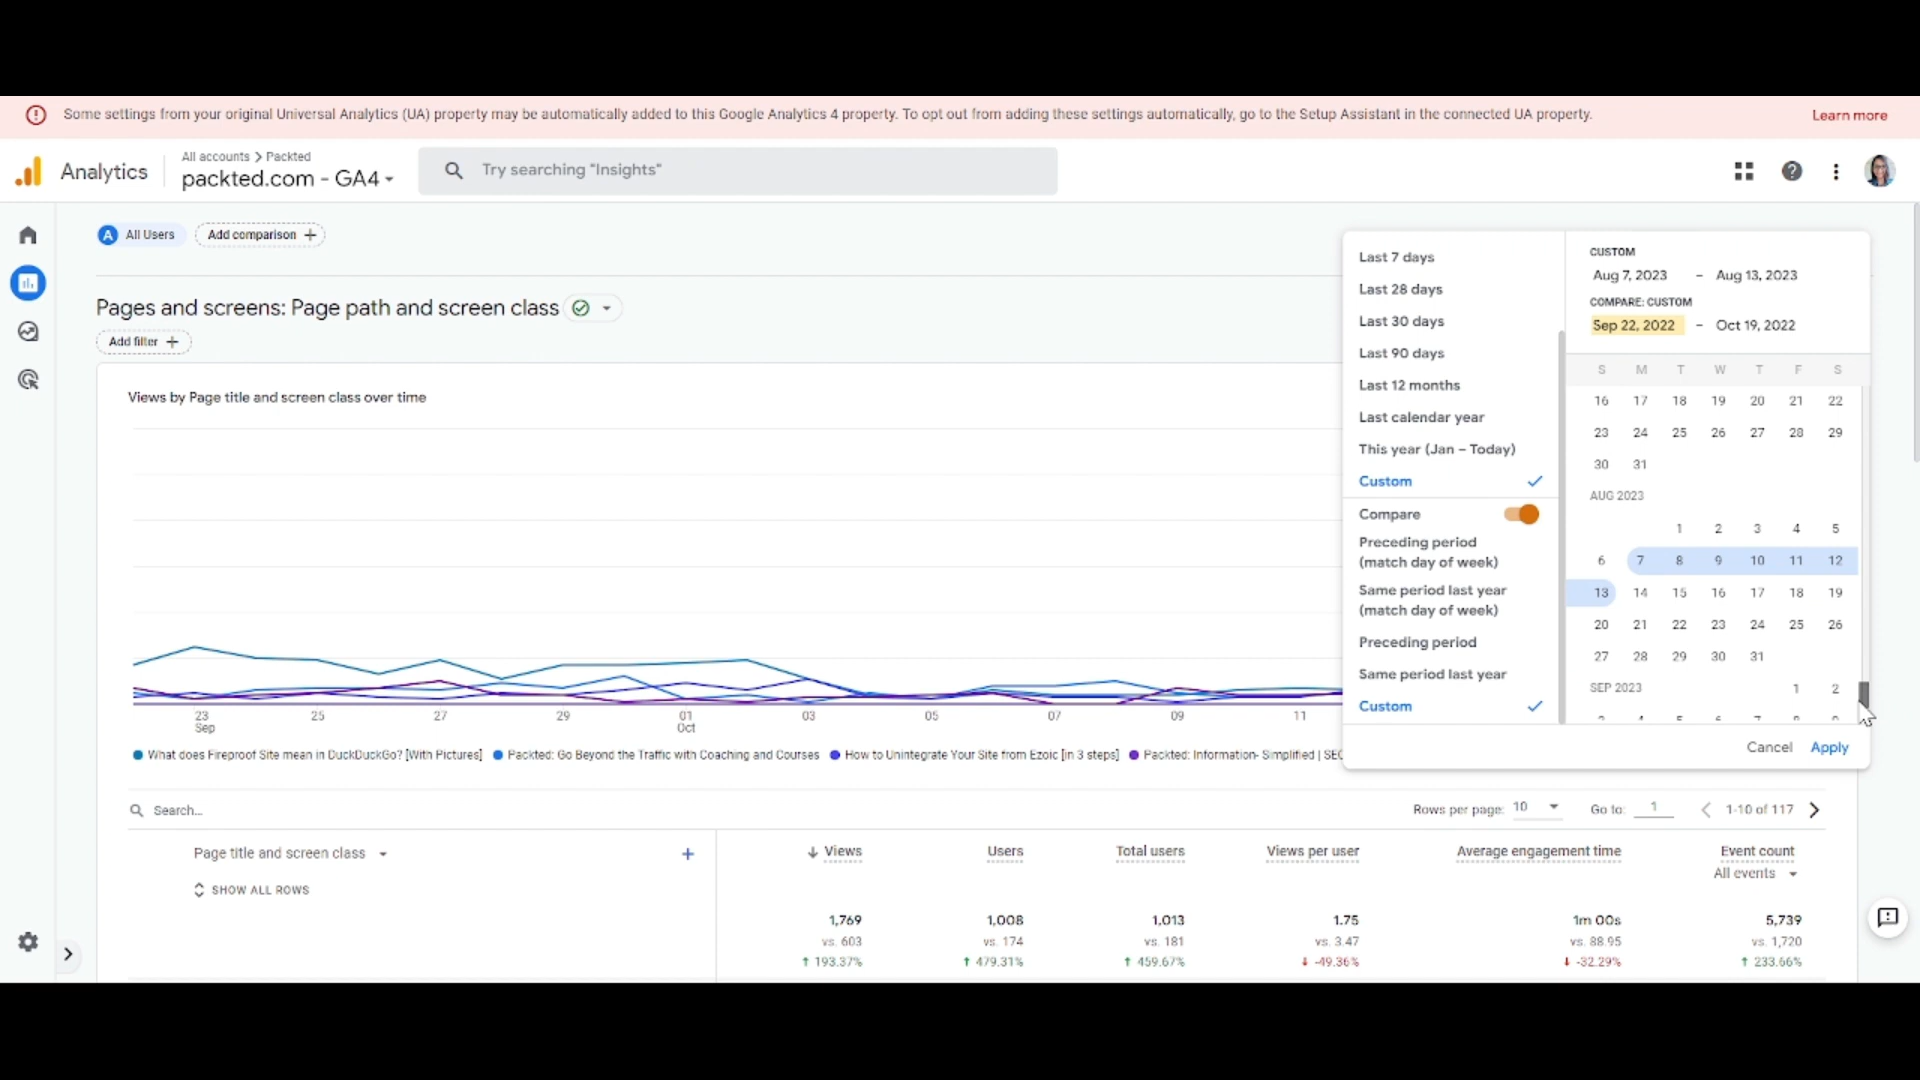 Some settings from your original Universal Analytics (UA) property may be automatically added to this Google Analytics 4 property. To opt out from adding these settings automatically, go to the Setup Assistant in the connected UA property.
Learn more
Analytics
All accounts > Packted
packted.com - GA4
Try searching "Insights"
A All Users
Add comparison +
Pages and screens: Page path and screen class
Add filter +
Views by Page title and screen class over time
23 25 27 29 01 03 05 07 09 11
Sep Oct
What does Fireproof Site mean in DuckDuckGo? [With Pictures] Packted: Go Beyond the Traffic with Coaching and Courses How to Unintegrate Your Site from Ezoic [in 3 steps] Packted: Information- Simplified | SEO
Last 7 days
Last 28 days
Last 30 days
Last 90 days
Last 12 months
Last calendar year
This year (Jan – Today)
Custom
Compare
Preceding period
(match day of week)
Same period last year
(match day of week)
Preceding period
Same period last year
Custom
CUSTOM
Aug 7, 2023 – Aug 13, 2023
COMPARE: CUSTOM
Sep 22, 2022 – Oct 19, 2022
S M T W T F S
16 17 18 19 20 21 22
23 24 25 26 27 28 29
30 31
AUG 2023
1 2 3 4 5
6 7 8 9 10 11 12
13 14 15 16 17 18 19
20 21 22 23 24 25 26
27 28 29 30 31
SEP 2023 1 2
Cancel Apply
Search...
Rows per page: 10 Go to: 1 1-10 of 117
Page title and screen class +
SHOW ALL ROWS
Views Users Total users Views per user Average engagement time Event count
All events
1,769 1,008 1,013 1.75 1m 00s 5,739
vs. 603 vs. 174 vs. 181 vs. 3.47 vs. 88.95 vs. 1,720
↑ 193.37% ↑ 479.31% ↑ 459.67% ↓ -49.36% ↓ -32.29% ↑ 233.66%